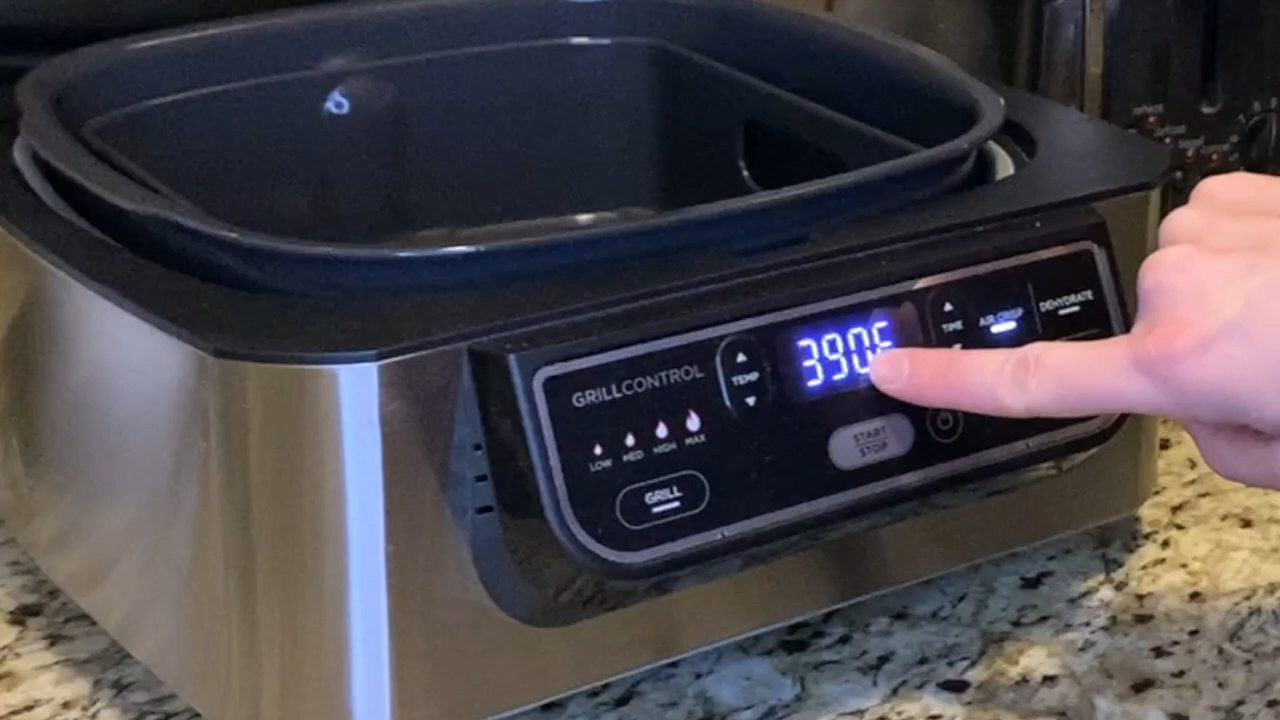 GRILLCONTROL
TEMP
390F
TIME
AIR CRISP
DEHYDRATE
LOW
MED
HIGH
MAX
START
STOP
GRILL